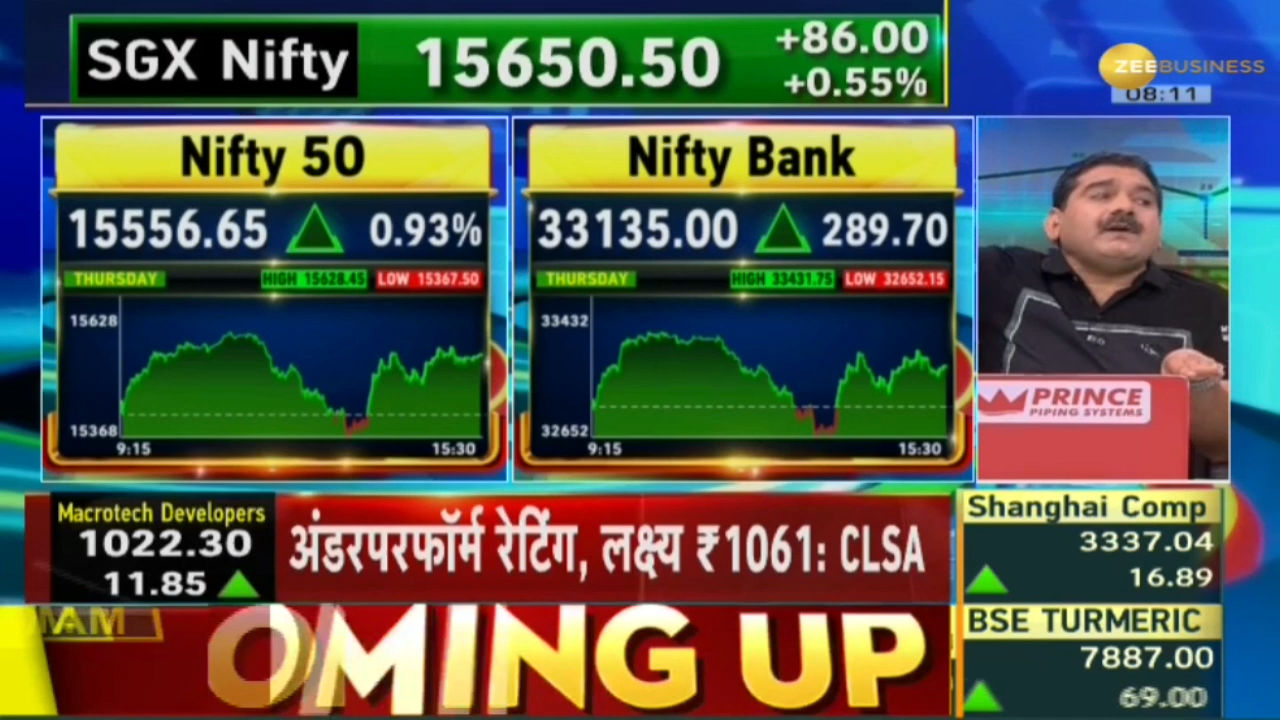 SGX Nifty
15650.50
+86.00
+0.55%
ZEEBUSINESS
08:11
Nifty 50
15556.65 0.93%
THURSDAY HIGH 15628.45 LOW 15367.50
15628
15368
9:15 15:30
Nifty Bank
33135.00 289.70
THURSDAY HIGH 33431.75 LOW 32652.15
33432
32652
9:15 15:30
PRINCE
PIPING SYSTEMS
Macrotech Developers
1022.30
11.85
अंडरपरफॉर्म रेटिंग, लक्ष्य ₹1061: CLSA
Shanghai Comp
3337.04
16.89
OMING UP
BSE TURMERIC
7887.00
69.00